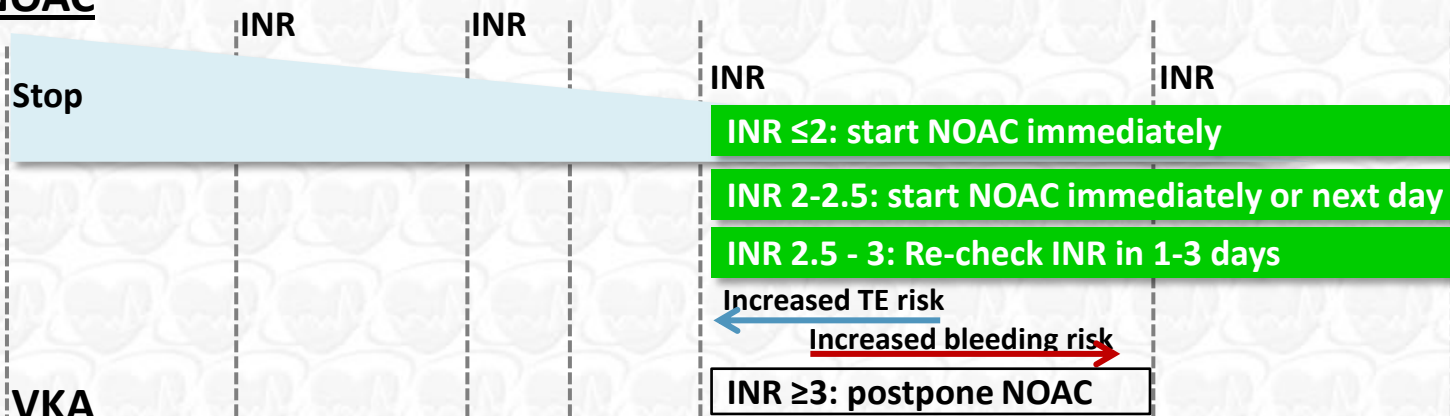 NOAC
INR
INR
INR
INR
Stop
INR ≤2: start NOAC immediately
INR 2-2.5: start NOAC immediately or next day
INR 2.5 - 3: Re-check INR in 1-3 days
Increased TE risk
Increased bleeding risk
INR ≥3: postpone NOAC
VKA